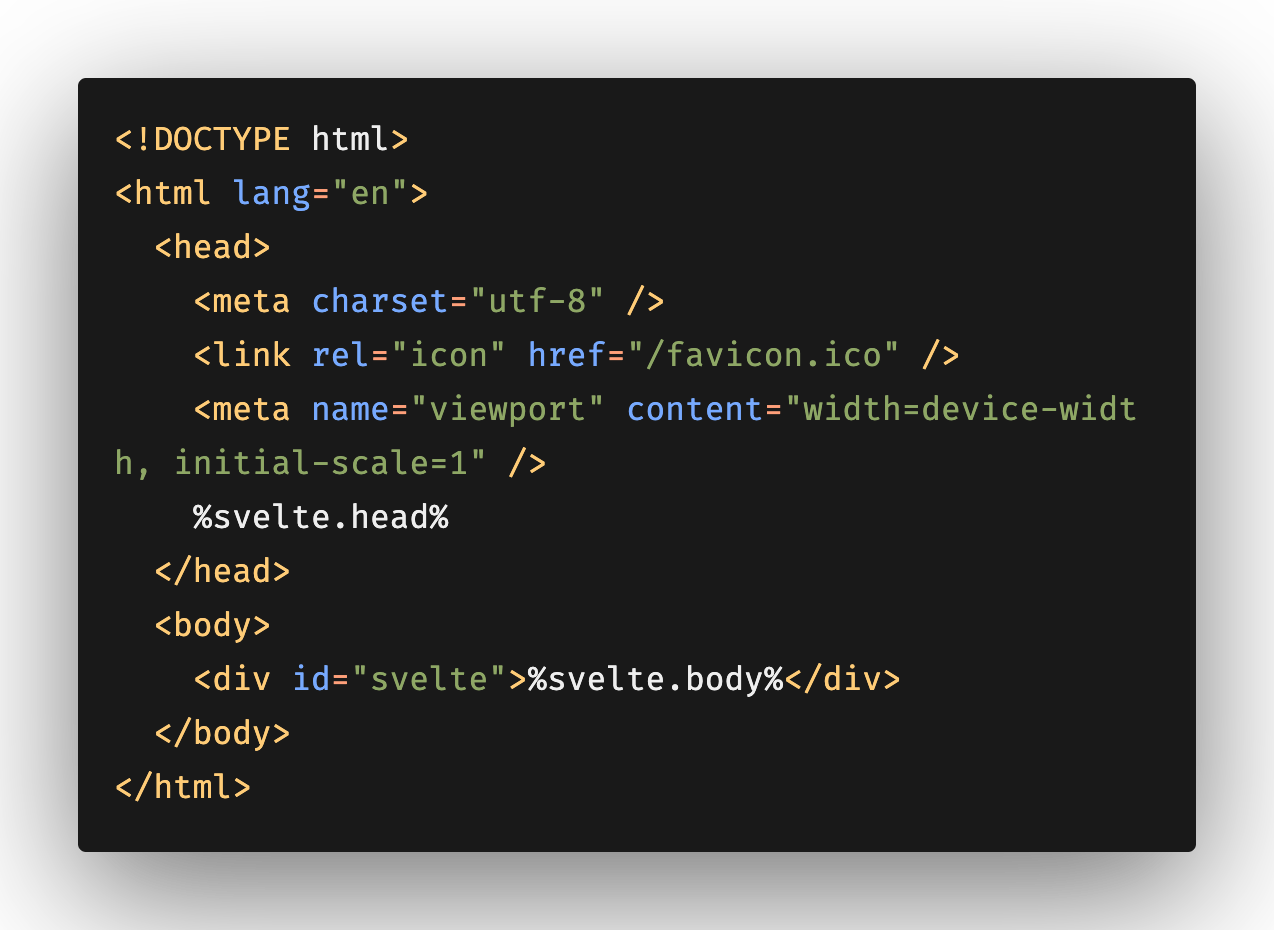 <!DOCTYPE html>
<html lang="en">
  <head>
    <meta charset="utf-8" />
    <link rel="icon" href="/favicon.ico" />
    <meta name="viewport" content="width=device-widt
h, initial-scale=1" />
    %svelte.head%
  </head>
  <body>
    <div id="svelte">%svelte.body%</div>
  </body>
</html>